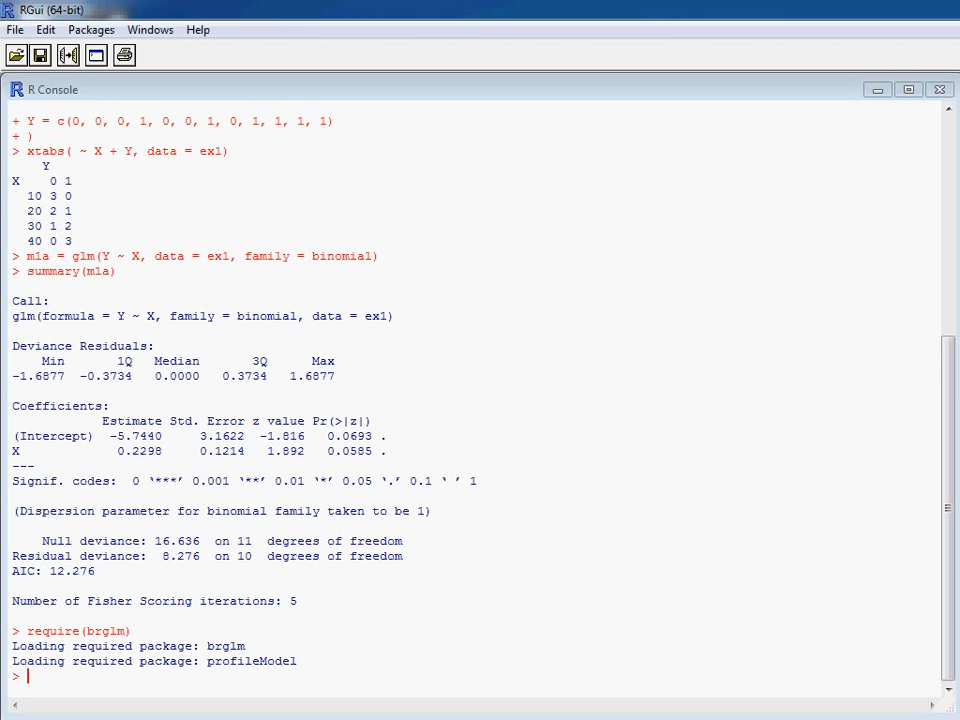 RGui (64-bit)
File Edit Packages Windows Help
R Console
+ Y = c(0, 0, 0, 1, 0, 0, 1, 0, 1, 1, 1, 1)
+ )
> xtabs( ~ X + Y, data = ex1)
Y
X 0 1
10 3 0
20 2 1
30 1 2
40 0 3
> m1a = glm(Y ~ X, data = ex1, family = binomial)
> summary(m1a)
Call:
glm(formula = Y ~ X, family = binomial, data = ex1)
Deviance Residuals:
Min 1Q Median 3Q Max
-1.6877 -0.3734 0.0000 0.3734 1.6877
Coefficients:
Estimate Std. Error z value Pr(>|z|)
(Intercept) -5.7440 3.1622 -1.816 0.0693 .
X 0.2298 0.1214 1.892 0.0585 .
---
Signif. codes: 0 ‘***’ 0.001 ‘**’ 0.01 ‘*’ 0.05 ‘.’ 0.1 ‘ ’ 1
(Dispersion parameter for binomial family taken to be 1)
Null deviance: 16.636 on 11 degrees of freedom
Residual deviance: 8.276 on 10 degrees of freedom
AIC: 12.276
Number of Fisher Scoring iterations: 5
> require(brglm)
Loading required package: brglm
Loading required package: profileModel
>